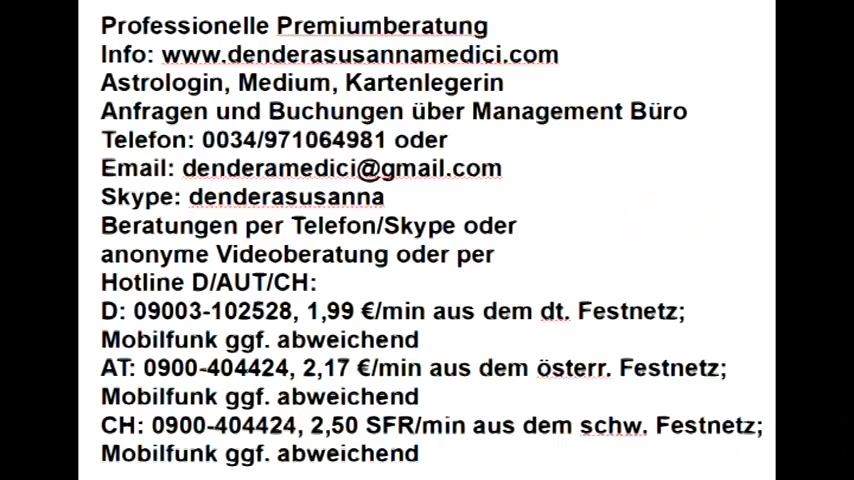 Professionelle Premiumberatung
Info: www.denderasusannamedici.com
Astrologin, Medium, Kartenlegerin
Anfragen und Buchungen über Management Büro
Telefon: 0034/971064981 oder
Email: denderamedici@gmail.com
Skype: denderasusanna
Beratungen per Telefon/Skype oder
anonyme Videoberatung oder per
Hotline D/AUT/CH:
D: 09003-102528, 1,99 €/min aus dem dt. Festnetz;
Mobilfunk ggf. abweichend
AT: 0900-404424, 2,17 €/min aus dem österr. Festnetz;
Mobilfunk ggf. abweichend
CH: 0900-404424, 2,50 SFR/min aus dem schw. Festnetz;
Mobilfunk ggf. abweichend